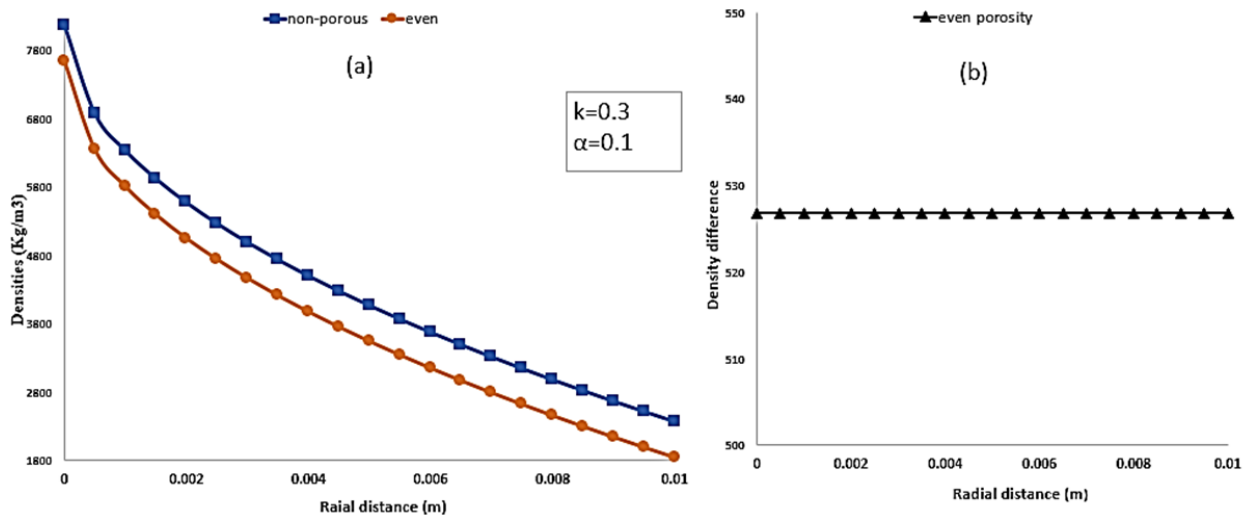 non-porous even
(a)
k=0.3
α=0.1
7800
6800
5800
4800
3800
2800
1800
Densities (Kg/m3)
0 0.002 0.004 0.006 0.008 0.01
Raial distance (m)
even porosity
(b)
550
540
530
520
510
500
Density difference
0 0.002 0.004 0.006 0.008 0.01
Radial distance (m)